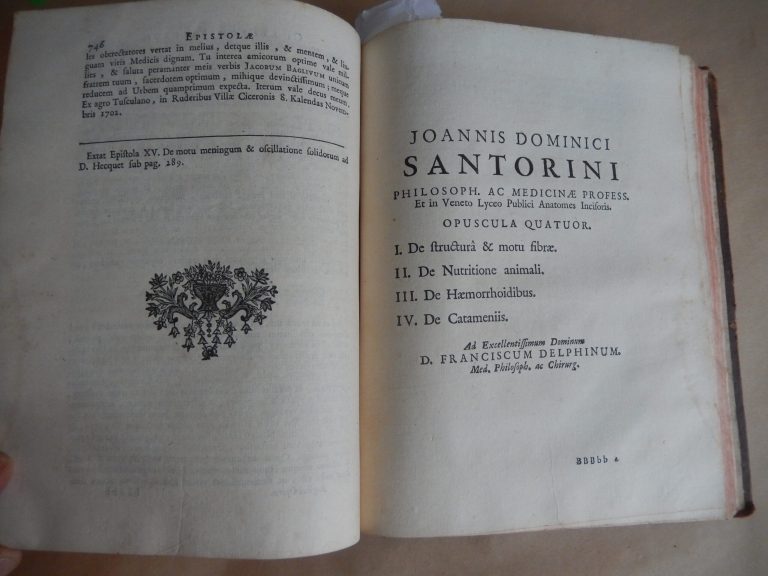 746 EPISTOLÆ
les obtrectatores vertat in melius, detque illis, & mentem, & lin-
guam viris Medicis dignam. Tu interea amicorum optime vale mil-
lies, & saluta peramanter meis verbis JACOBUM BAGLIVUM unicum
fratrem tuum, sacerdotem optimum, mihique devinctissimum; meque
reducem ad Urbem quamprimum expecta. Iterum vale decus meum.
Ex agro Tusculano, in Ruderibus Villæ Ciceronis 8. Kalendas Novem-
bris 1702.
Extat Epistola XV. De motu meningum & oscillatione solidorum ad
D. Hecquet sub pag. 289.
JOANNIS DOMINICI
SANTORINI
PHILOSOPH. AC MEDICINÆ PROFESS.
Et in Veneto Lyceo Publici Anatomes Incisoris.
OPUSCULA QUATUOR.
I. De structurâ & motu fibræ.
II. De Nutritione animali.
III. De Hæmorrhoidibus.
IV. De Catameniis.
Ad Excellentissimum Dominum
D. FRANCISCUM DELPHINUM.
Med. Philosoph. ac Chirurg.
BBBbb